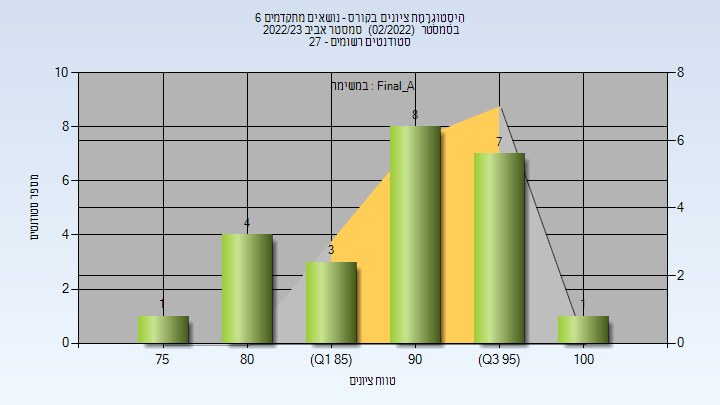 היסטוגרמת ציונים בקורס - נושאים מתקדמים 6
בסמסטר (02/2022) סמסטר אביב 2022/23
סטודנטים רשומים - 27
10
8
6
4
2
0
8
6
4
2
0
במשימה : Final_A
1
4
3
8
7
1
75
80
(Q1 85)
90
(Q3 95)
100
מספר סטודנטים
טווח ציונים